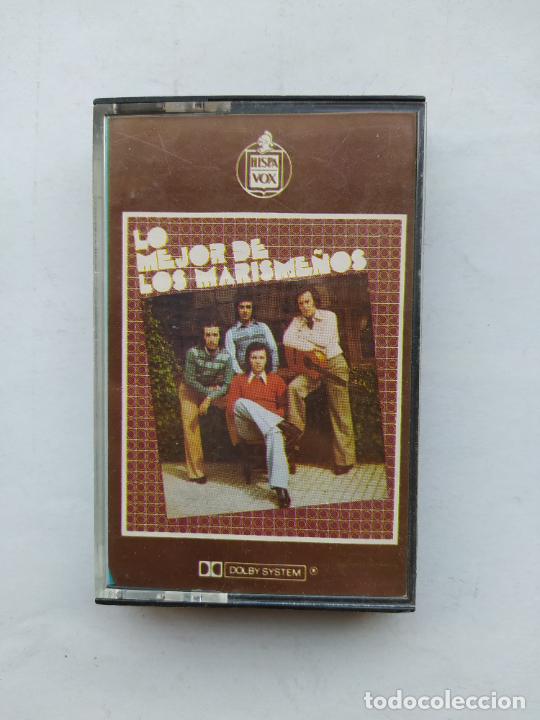 HISPA
VOX
LO
MEJOR DE
LOS MARISMEÑOS
DOLBY SYSTEM ®
todocoleccion